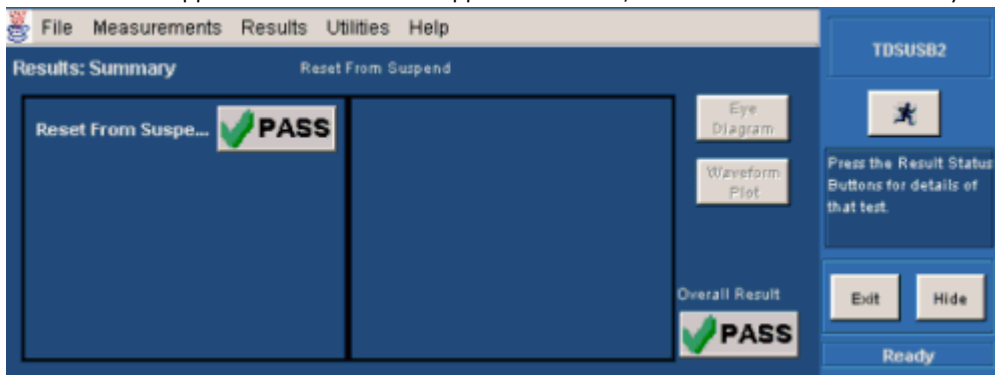 File Measurements Results Utilities Help
TDSUSB2
Results: Summary
Reset From Suspend
Reset From Suspe... PASS
Eye
Diagram
Waveform
Plot
Press the Result Status
Buttons for details of
that test.
Overall Result
PASS
Exit
Hide
Ready